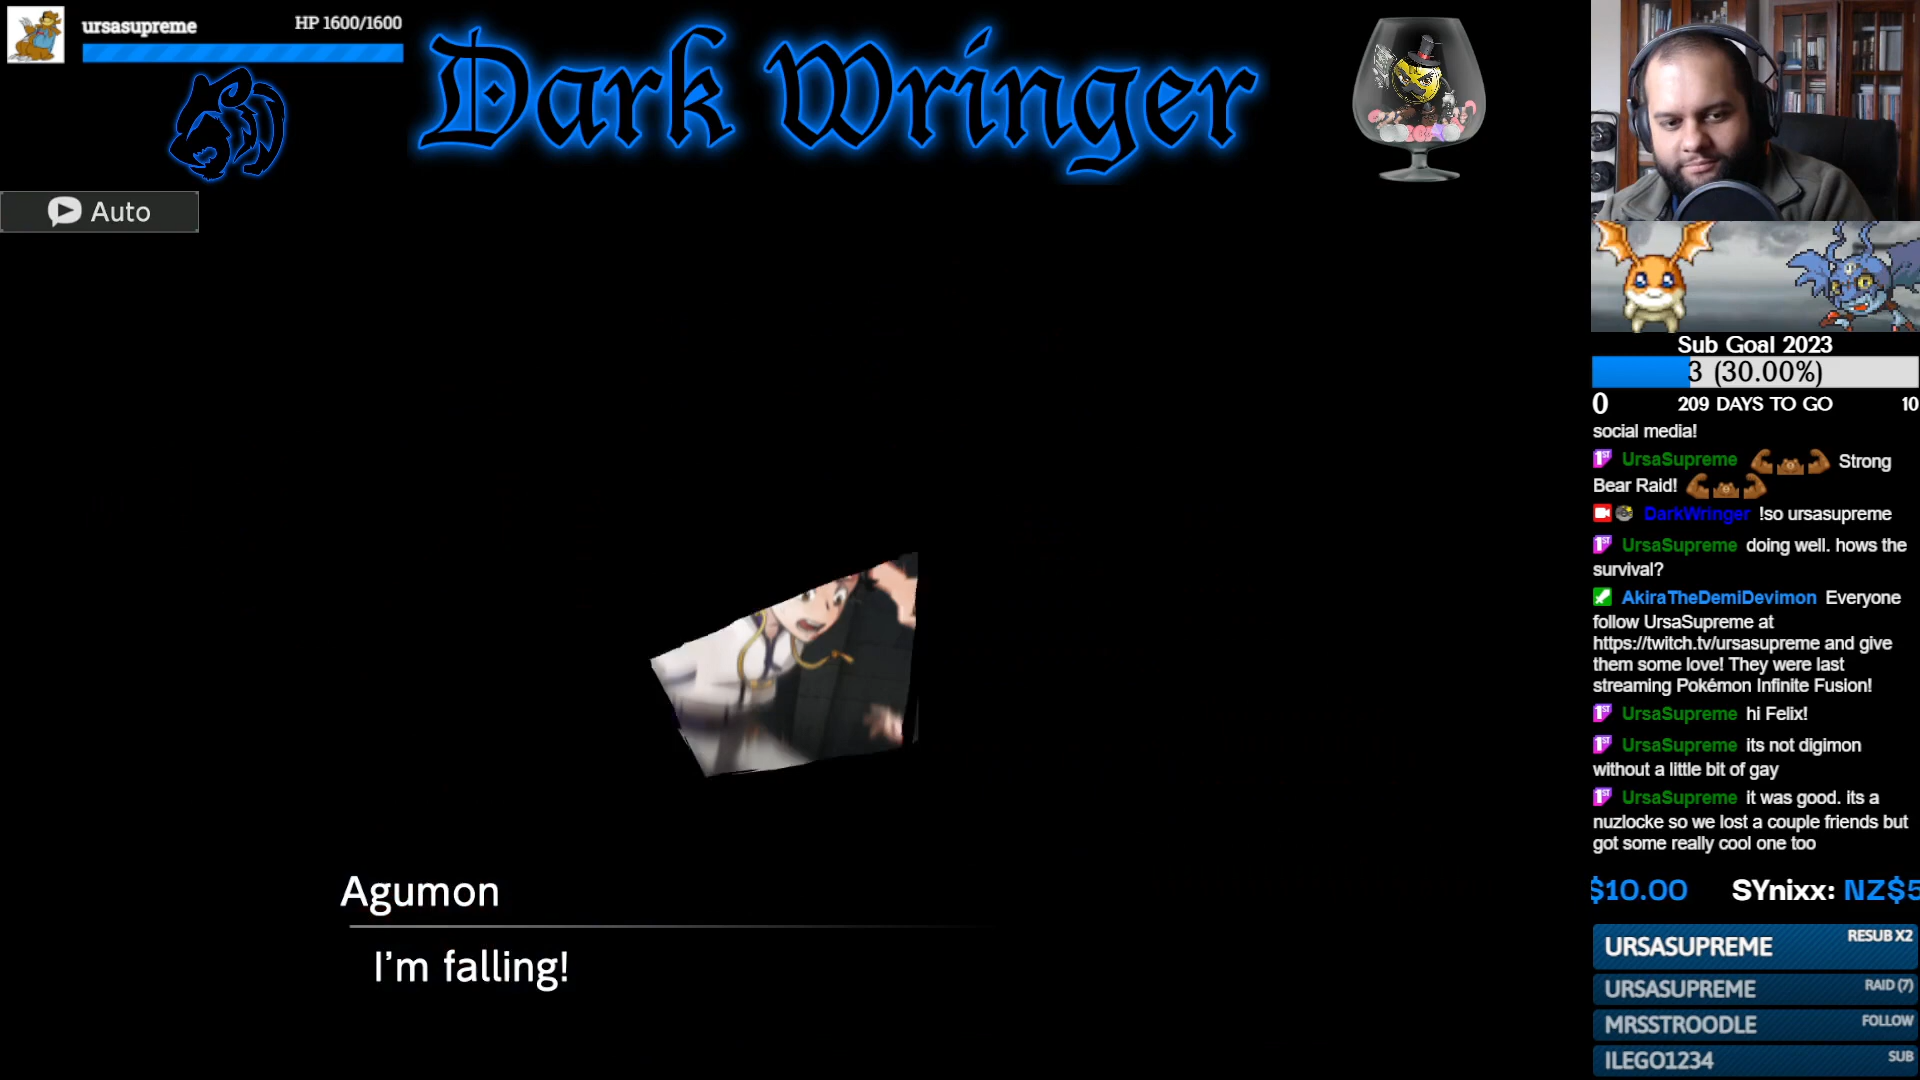 ursasupreme
HP 1600/1600
Dark Wringer
Auto
Sub Goal 2023
3 (30.00%)
0
209 DAYS TO GO
10
social media!
UrsaSupreme Strong
Bear Raid!
DarkWringer !so ursasupreme
UrsaSupreme doing well. hows the
survival?
AkiraTheDemiDevimon Everyone
follow UrsaSupreme at
https://twitch.tv/ursasupreme and give
them some love! They were last
streaming Pokémon Infinite Fusion!
UrsaSupreme hi Felix!
UrsaSupreme its not digimon
without a little bit of gay
UrsaSupreme it was good. its a
nuzlocke so we lost a couple friends but
got some really cool one too
$10.00 SYnixx: NZ$5
URSASUPREME RESUB X2
URSASUPREME RAID (7)
MRSSTROODLE FOLLOW
ILEGO1234 SUB
Agumon
I'm falling!